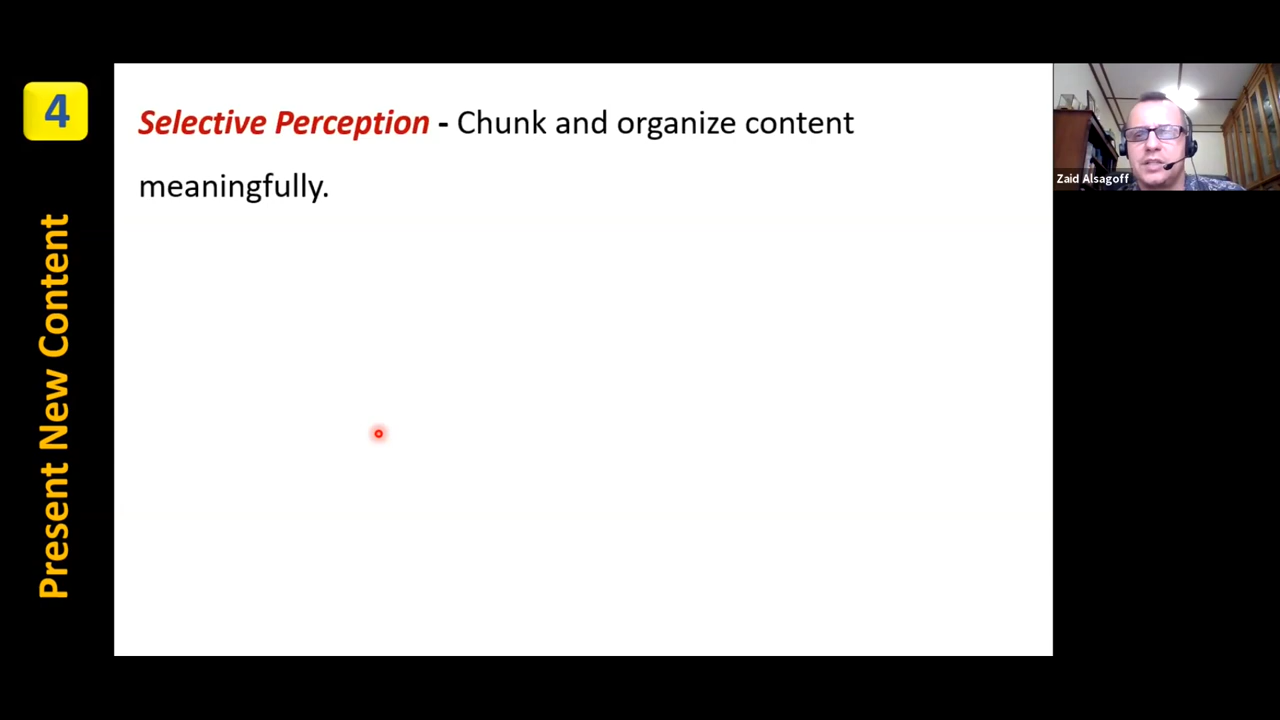 4
Present New Content
Selective Perception - Chunk and organize content
meaningfully.
Zaid Alsagoff